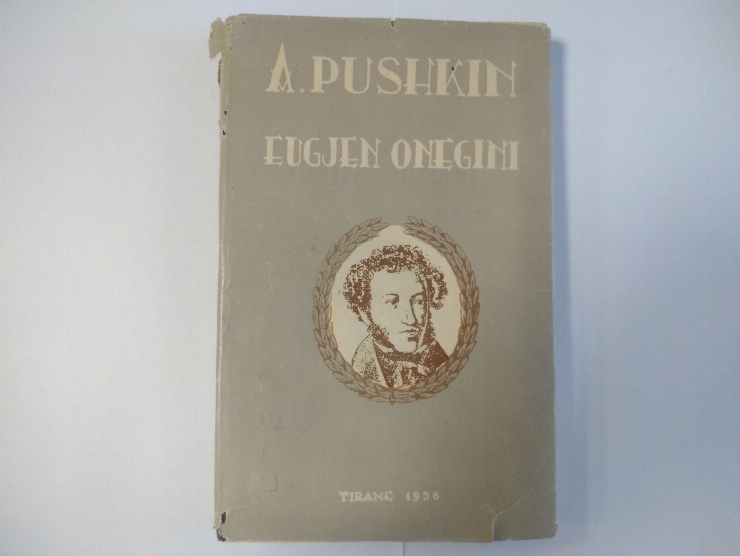 A. PUSHKIN
EUGJEN ONEGINI
TIRANË 1956